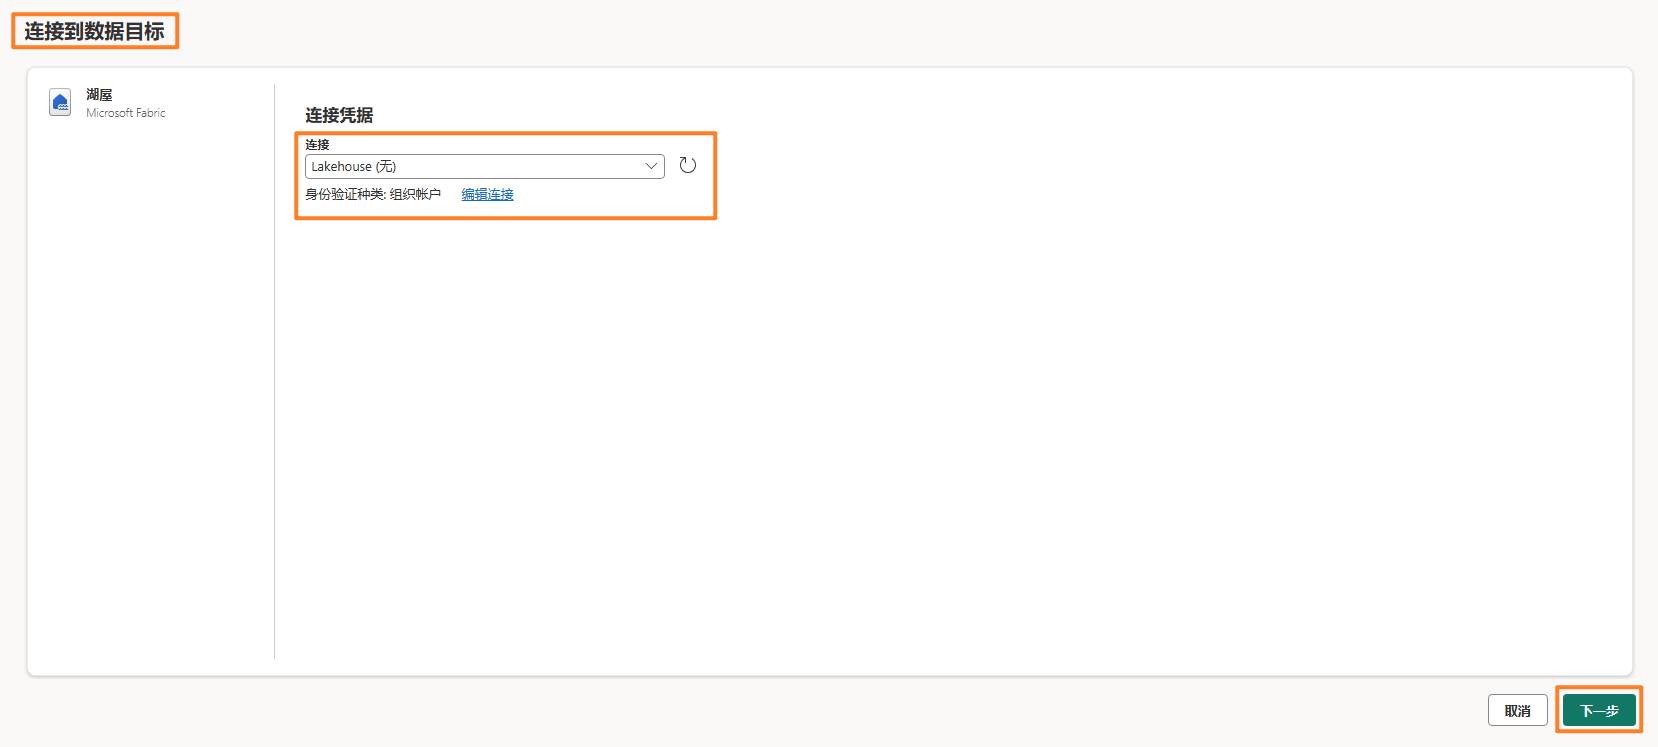 连接到数据目标
湖屋
Microsoft Fabric
连接凭据
连接
Lakehouse (无)
身份验证种类: 组织帐户 编辑连接
取消 下一步